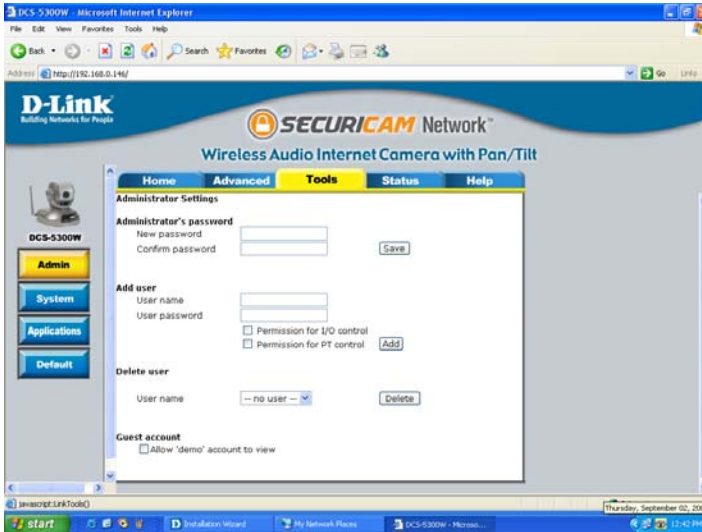 DCS-5300W - Microsoft Internet Explorer
File Edit View Favorites Tools Help
Back Search Favorites
Address http://192.168.0.146/ Go Links
D-Link
Building Networks for People
SECURICAM Network™
Wireless Audio Internet Camera with Pan/Tilt
Home Advanced Tools Status Help
DCS-5300W
Admin
System
Applications
Default
Administrator Settings
Administrator's password
New password
Confirm password Save
Add user
User name
User password
Permission for I/O control
Permission for PT control Add
Delete user
User name -- no user -- Delete
Guest account
Allow 'demo' account to view
javascript:LinkTools()
Thursday, September 02, 20
start Installation Wizard My Network Places DCS-5300W - Microso... 12:42 PM